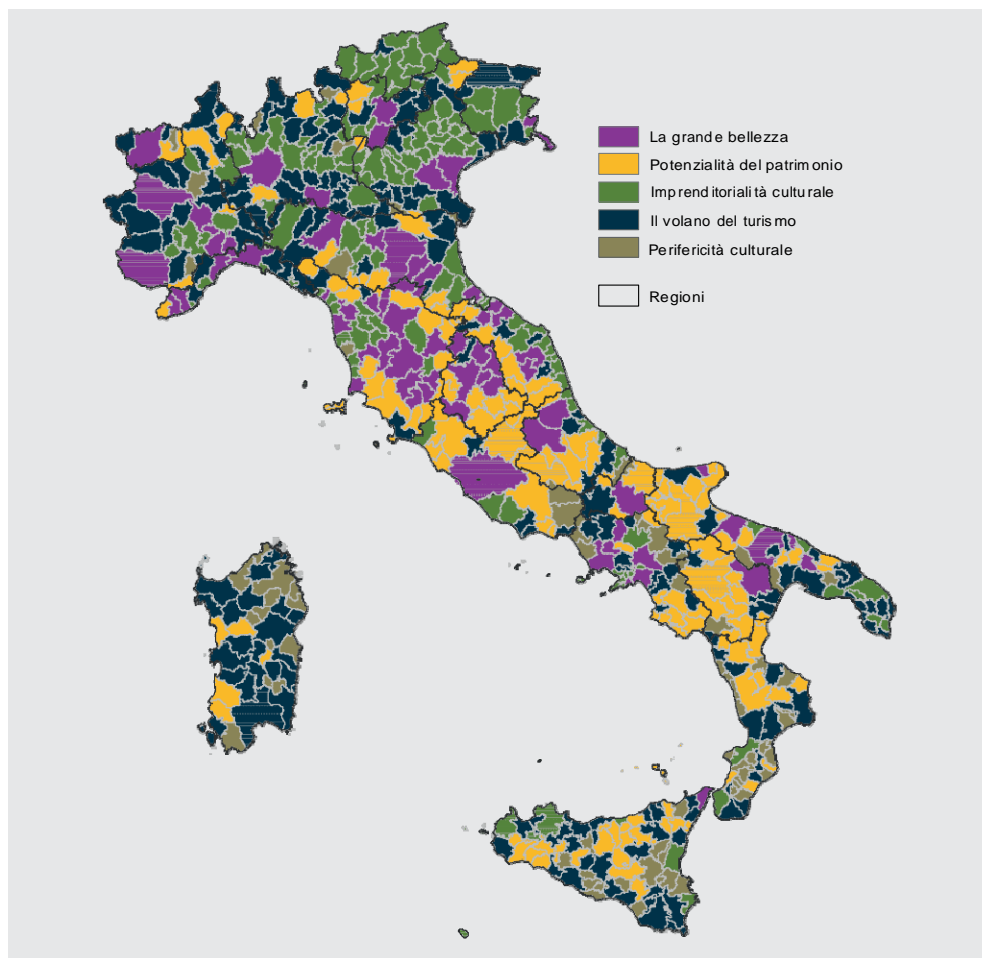 La grande bellezza
Potenzialità del patrimonio
Imprenditorialità culturale
Il volano del turismo
Perifericità culturale
Regioni